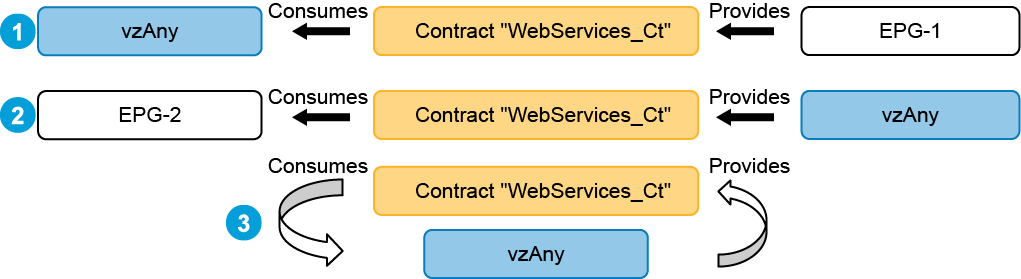 Consumes Provides
1 vzAny Contract "WebServices_Ct" EPG-1
Consumes Provides
2 EPG-2 Contract "WebServices_Ct" vzAny
Consumes Provides
Contract "WebServices_Ct"
3
vzAny